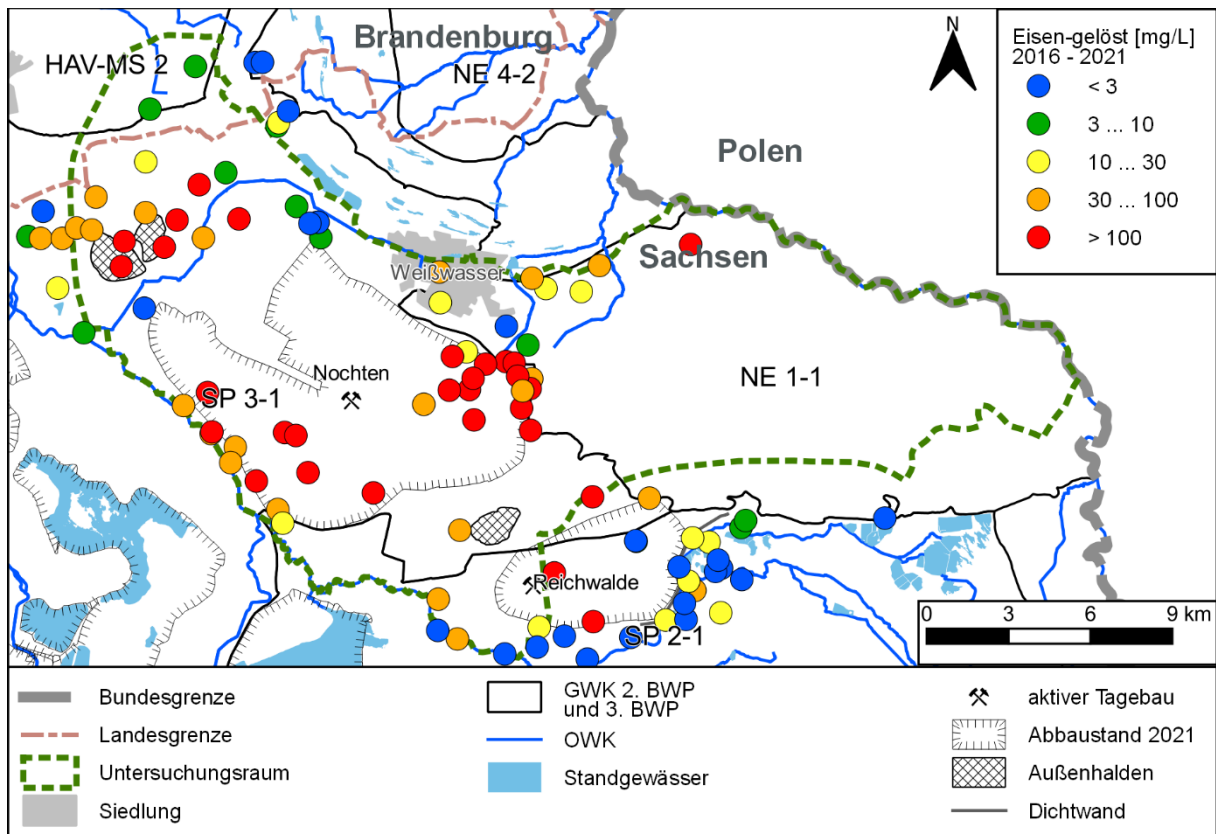 Brandenburg
HAV-MS 2
NE 4-2
N
Eisen-gelöst [mg/L]
2016 - 2021
< 3
3 ... 10
10 ... 30
30 ... 100
> 100
Polen
Sachsen
Weißwasser
Nochten
SP 3-1
NE 1-1
Reichwalde
SP 2-1
0 3 6 9 km
Bundesgrenze
Landesgrenze
Untersuchungsraum
Siedlung
GWK 2. BWP
und 3. BWP
OWK
Standgewässer
aktiver Tagebau
Abbaustand 2021
Außenhalden
Dichtwand